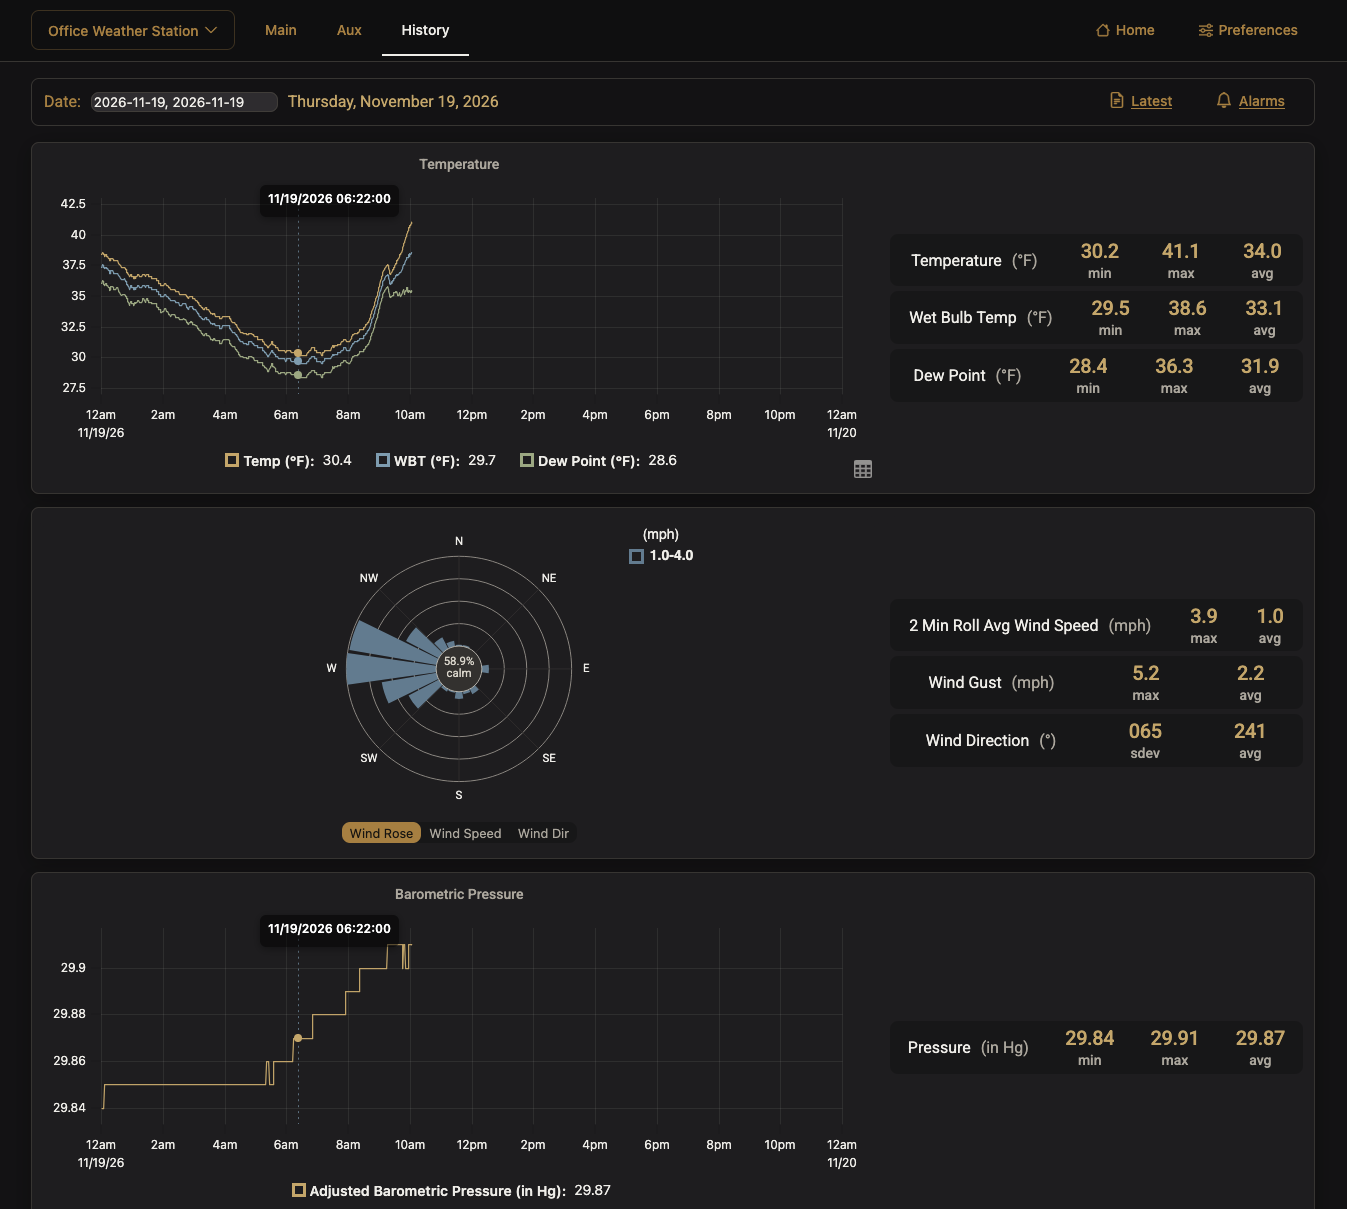 Office Weather Station Main Aux History Home Preferences
Date: 2026-11-19, 2026-11-19 Thursday, November 19, 2026 Latest Alarms
Temperature
11/19/2026 06:22:00
42.5
40
37.5
35
32.5
30
27.5
12am 2am 4am 6am 8am 10am 12pm 2pm 4pm 6pm 8pm 10pm 12am
11/19/26 11/20
Temp (°F): 30.4 WBT (°F): 29.7 Dew Point (°F): 28.6
Temperature (°F) 30.2 41.1 34.0
min max avg
Wet Bulb Temp (°F) 29.5 38.6 33.1
min max avg
Dew Point (°F) 28.4 36.3 31.9
min max avg
(mph)
1.0-4.0
N
NW NE
W 58.9% E
calm
SW SE
S
Wind Rose Wind Speed Wind Dir
2 Min Roll Avg Wind Speed (mph) 3.9 1.0
max avg
Wind Gust (mph) 5.2 2.2
max avg
Wind Direction (°) 065 241
sdev avg
Barometric Pressure
11/19/2026 06:22:00
29.9
29.88
29.86
29.84
12am 2am 4am 6am 8am 10am 12pm 2pm 4pm 6pm 8pm 10pm 12am
11/19/26 11/20
Adjusted Barometric Pressure (in Hg): 29.87
Pressure (in Hg) 29.84 29.91 29.87
min max avg